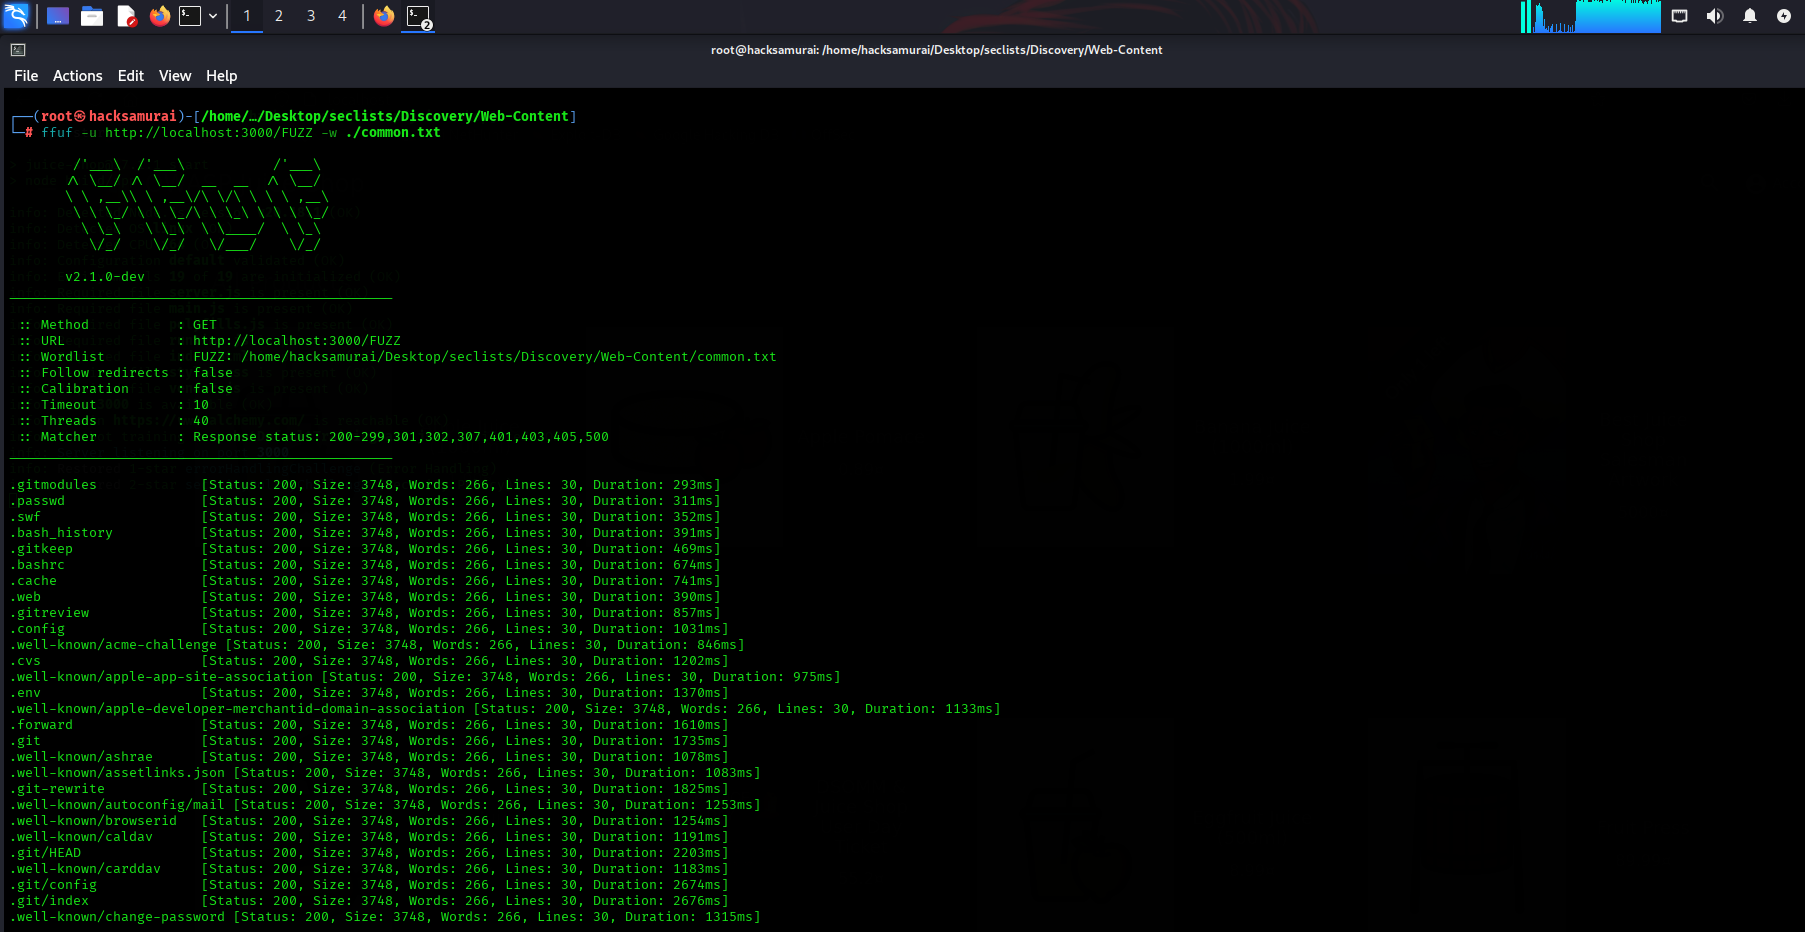 1 2 3 4 2
root@hacksamurai: /home/hacksamurai/Desktop/seclists/Discovery/Web-Content
File Actions Edit View Help
┌──(root㉿hacksamurai)-[/home/…/Desktop/seclists/Discovery/Web-Content]
└─# ffuf -u http://localhost:3000/FUZZ -w ./common.txt
v2.1.0-dev
:: Method : GET
:: URL : http://localhost:3000/FUZZ
:: Wordlist : FUZZ: /home/hacksamurai/Desktop/seclists/Discovery/Web-Content/common.txt
:: Follow redirects : false
:: Calibration : false
:: Timeout : 10
:: Threads : 40
:: Matcher : Response status: 200-299,301,302,307,401,403,405,500
.gitmodules [Status: 200, Size: 3748, Words: 266, Lines: 30, Duration: 293ms]
.passwd [Status: 200, Size: 3748, Words: 266, Lines: 30, Duration: 311ms]
.swf [Status: 200, Size: 3748, Words: 266, Lines: 30, Duration: 352ms]
.bash_history [Status: 200, Size: 3748, Words: 266, Lines: 30, Duration: 391ms]
.gitkeep [Status: 200, Size: 3748, Words: 266, Lines: 30, Duration: 469ms]
.bashrc [Status: 200, Size: 3748, Words: 266, Lines: 30, Duration: 674ms]
.cache [Status: 200, Size: 3748, Words: 266, Lines: 30, Duration: 741ms]
.web [Status: 200, Size: 3748, Words: 266, Lines: 30, Duration: 390ms]
.gitreview [Status: 200, Size: 3748, Words: 266, Lines: 30, Duration: 857ms]
.config [Status: 200, Size: 3748, Words: 266, Lines: 30, Duration: 1031ms]
.well-known/acme-challenge [Status: 200, Size: 3748, Words: 266, Lines: 30, Duration: 846ms]
.cvs [Status: 200, Size: 3748, Words: 266, Lines: 30, Duration: 1202ms]
.well-known/apple-app-site-association [Status: 200, Size: 3748, Words: 266, Lines: 30, Duration: 975ms]
.env [Status: 200, Size: 3748, Words: 266, Lines: 30, Duration: 1370ms]
.well-known/apple-developer-merchantid-domain-association [Status: 200, Size: 3748, Words: 266, Lines: 30, Duration: 1133ms]
.forward [Status: 200, Size: 3748, Words: 266, Lines: 30, Duration: 1610ms]
.git [Status: 200, Size: 3748, Words: 266, Lines: 30, Duration: 1735ms]
.well-known/ashrae [Status: 200, Size: 3748, Words: 266, Lines: 30, Duration: 1078ms]
.well-known/assetlinks.json [Status: 200, Size: 3748, Words: 266, Lines: 30, Duration: 1083ms]
.git-rewrite [Status: 200, Size: 3748, Words: 266, Lines: 30, Duration: 1825ms]
.well-known/autoconfig/mail [Status: 200, Size: 3748, Words: 266, Lines: 30, Duration: 1253ms]
.well-known/browserid [Status: 200, Size: 3748, Words: 266, Lines: 30, Duration: 1254ms]
.well-known/caldav [Status: 200, Size: 3748, Words: 266, Lines: 30, Duration: 1191ms]
.git/HEAD [Status: 200, Size: 3748, Words: 266, Lines: 30, Duration: 2203ms]
.well-known/carddav [Status: 200, Size: 3748, Words: 266, Lines: 30, Duration: 1183ms]
.git/config [Status: 200, Size: 3748, Words: 266, Lines: 30, Duration: 2674ms]
.git/index [Status: 200, Size: 3748, Words: 266, Lines: 30, Duration: 2676ms]
.well-known/change-password [Status: 200, Size: 3748, Words: 266, Lines: 30, Duration: 1315ms]